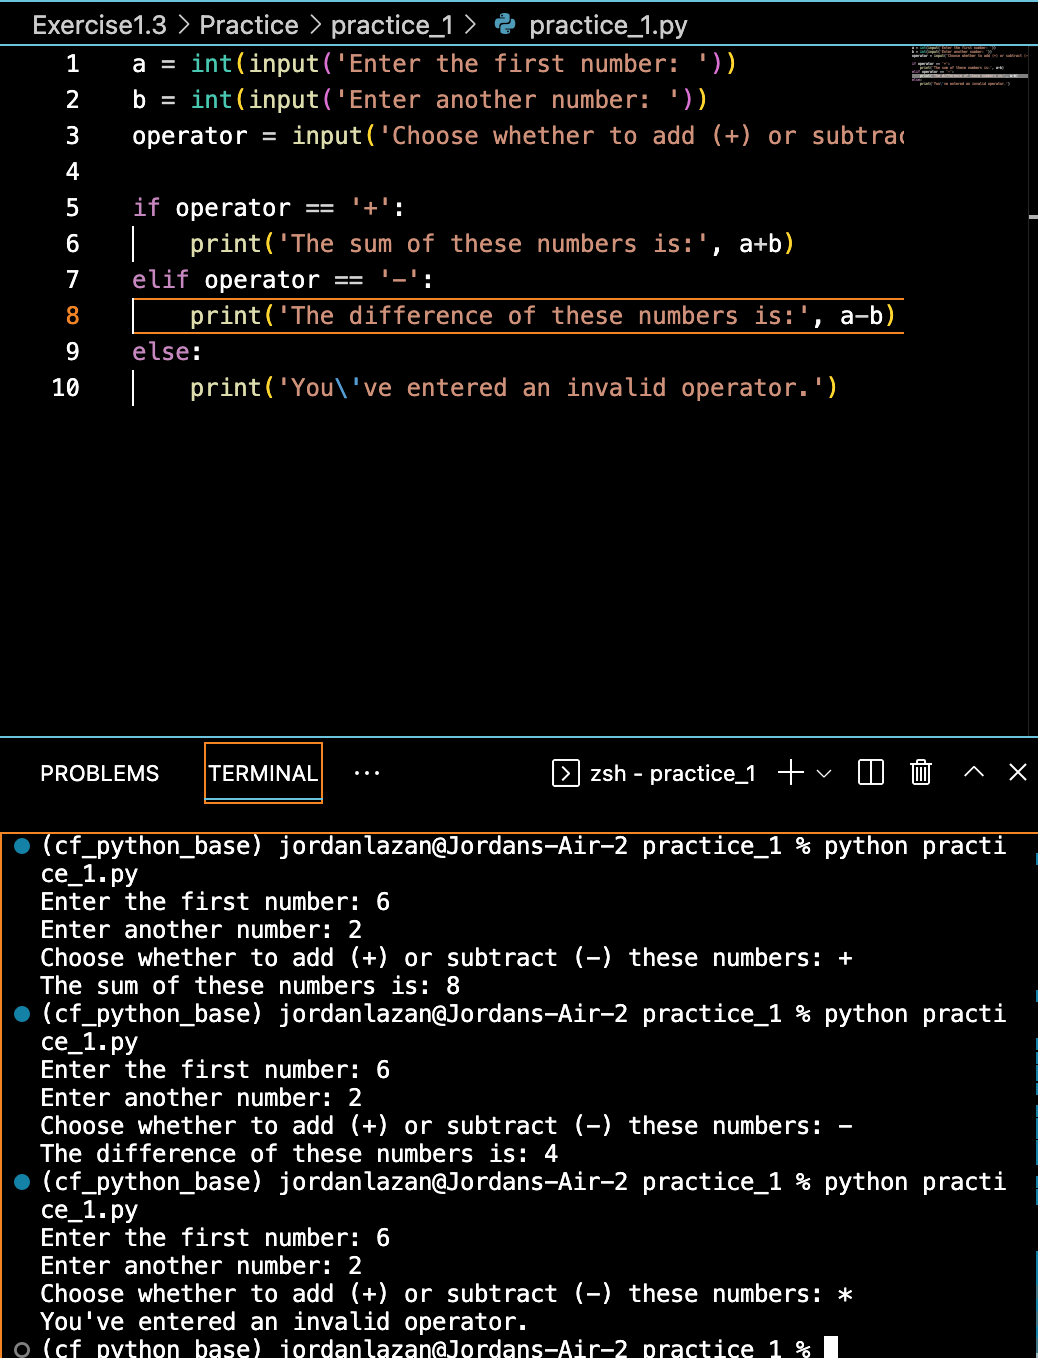 Exercise1.3 > Practice > practice_1 > practice_1.py
1 a = int(input('Enter the first number: '))
2 b = int(input('Enter another number: '))
3 operator = input('Choose whether to add (+) or subtrac
4
5 if operator == '+':
6 print('The sum of these numbers is:', a+b)
7 elif operator == '-':
8 print('The difference of these numbers is:', a-b)
9 else:
10 print('You\'ve entered an invalid operator.')
PROBLEMS TERMINAL ··· zsh - practice_1
(cf_python_base) jordanlazan@Jordans-Air-2 practice_1 % python practi
ce_1.py
Enter the first number: 6
Enter another number: 2
Choose whether to add (+) or subtract (-) these numbers: +
The sum of these numbers is: 8
(cf_python_base) jordanlazan@Jordans-Air-2 practice_1 % python practi
ce_1.py
Enter the first number: 6
Enter another number: 2
Choose whether to add (+) or subtract (-) these numbers: -
The difference of these numbers is: 4
(cf_python_base) jordanlazan@Jordans-Air-2 practice_1 % python practi
ce_1.py
Enter the first number: 6
Enter another number: 2
Choose whether to add (+) or subtract (-) these numbers: *
You've entered an invalid operator.
(cf_python_base) jordanlazan@Jordans-Air-2 practice_1 %